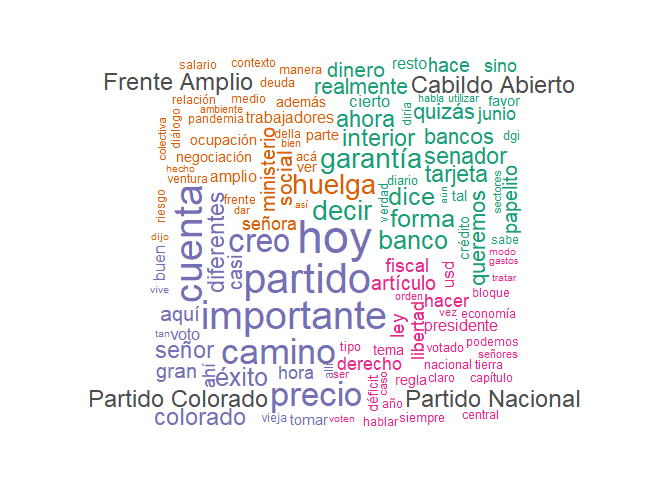 salario contexto manera dinero resto hace sino
Frente Amplio deuda realmente Cabildo Abierto
relación medio además cierto habla utilizar favor
ambiente diría quizás junio
pandemia trabajadores ahora
colectiva diálogo della parte interior bancos dgi
ocupación bien
negociación acá garantía senador
hecho ver
ventura amplio ministerio social huelga diario tarjeta sectores papelito
riesgo frente así dice verdad aún tal
dar decir forma queremos
señora crédito sabe
dijo cuenta diferentes creo hoy banco modo
buen casi gastos
fiscal usd tratar
vive partido artículo
orden bloque
importante hacer
aquí ley libertad vez economía
tan voto presidente
señor camino tipo tema votado podemos
señores
gran ahí hora allí derecho nacional tierra
éxito ser caso regla claro capítulo
déficit
Partido Colorado precio año Partido Nacional
colorado vieja tomar voten hablar siempre central